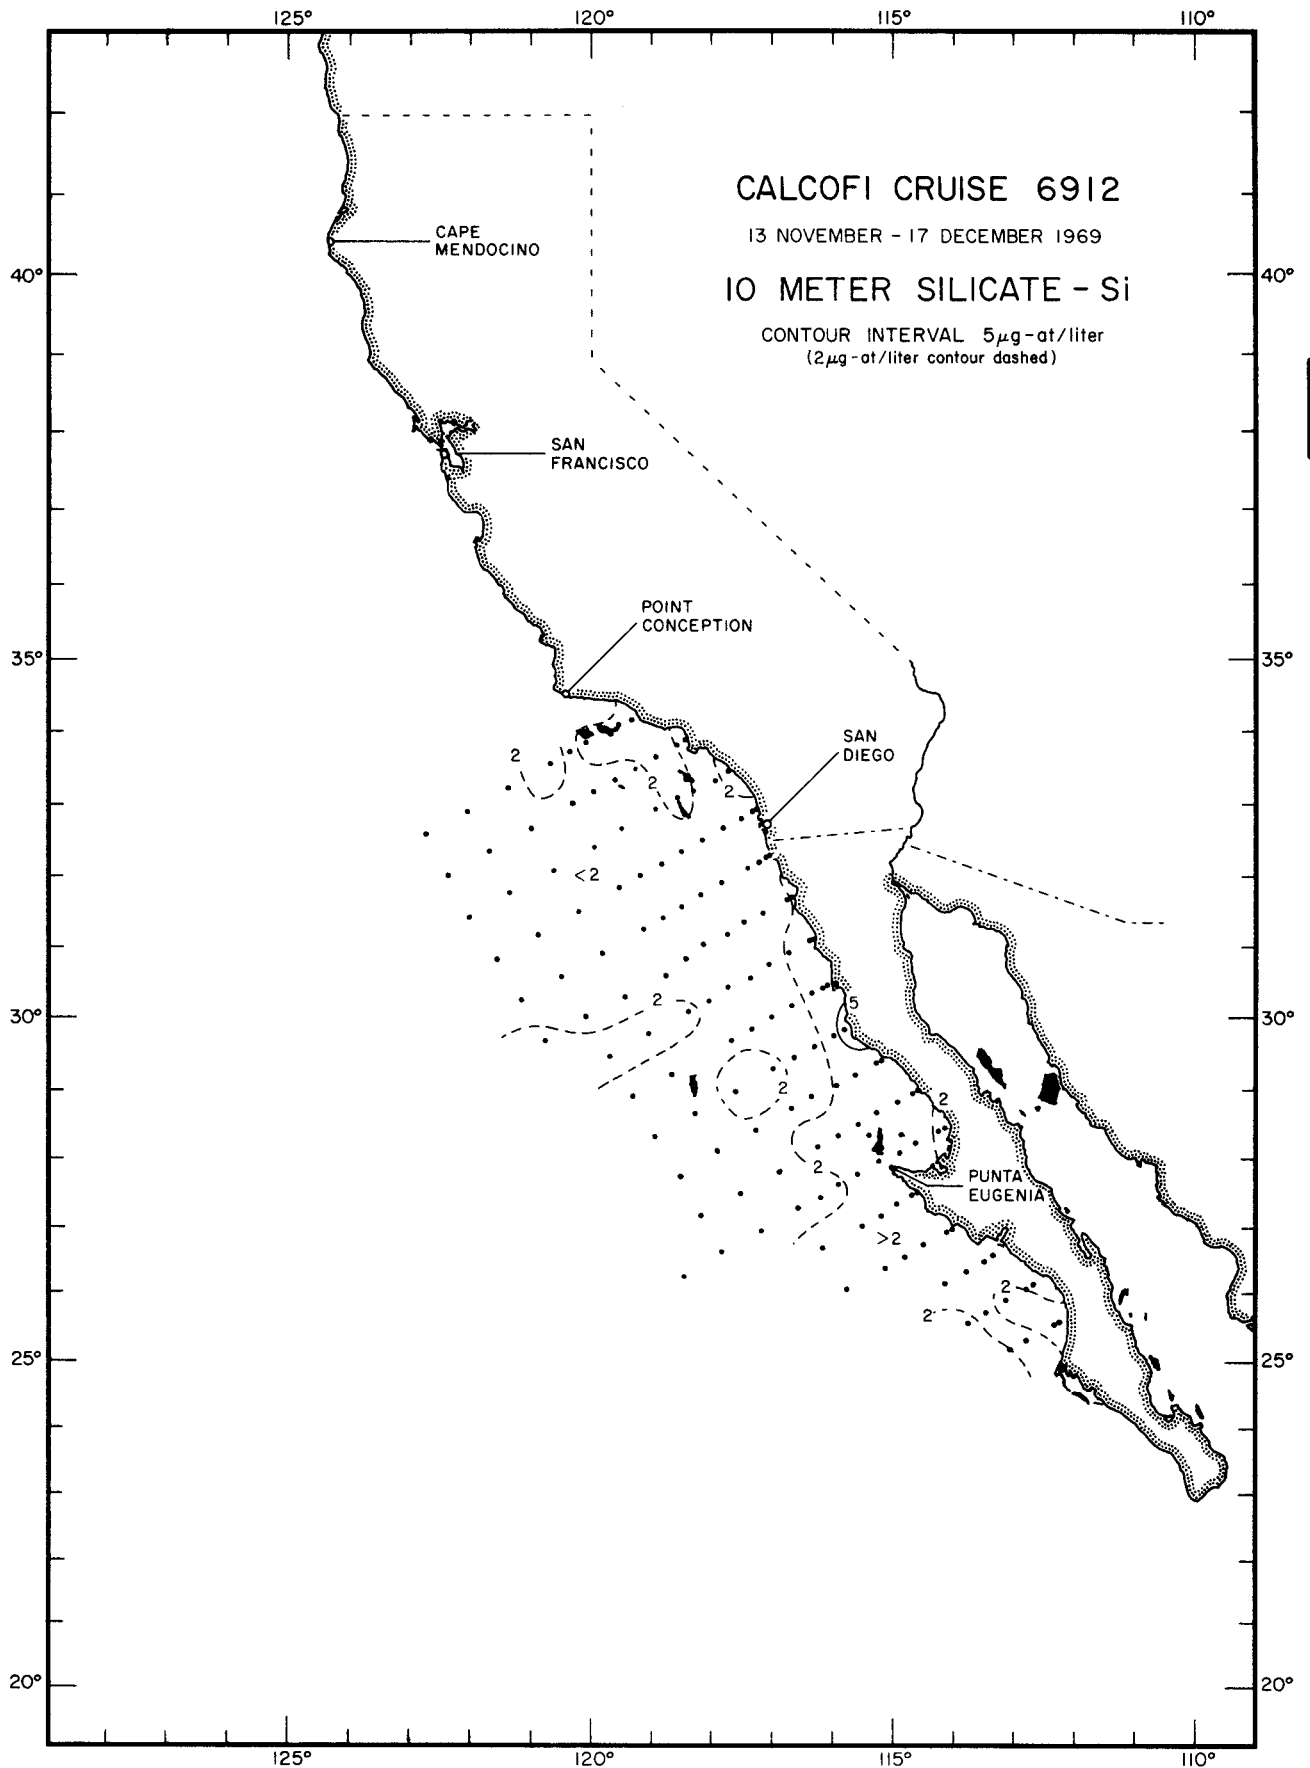 125°
120°
115°
110°
CALCOFI CRUISE 6912
13 NOVEMBER - 17 DECEMBER 1969
10 METER SILICATE - Si
CONTOUR INTERVAL 5μg-at/liter
(2μg-at/liter contour dashed)
CAPE
MENDOCINO
40°
40°
SAN
FRANCISCO
POINT
CONCEPTION
35°
35°
SAN
DIEGO
2
2
2
<2
2
5
30°
30°
2
2
2
PUNTA
EUGENIA
>2
2
2
25°
25°
20°
20°
125°
120°
115°
110°